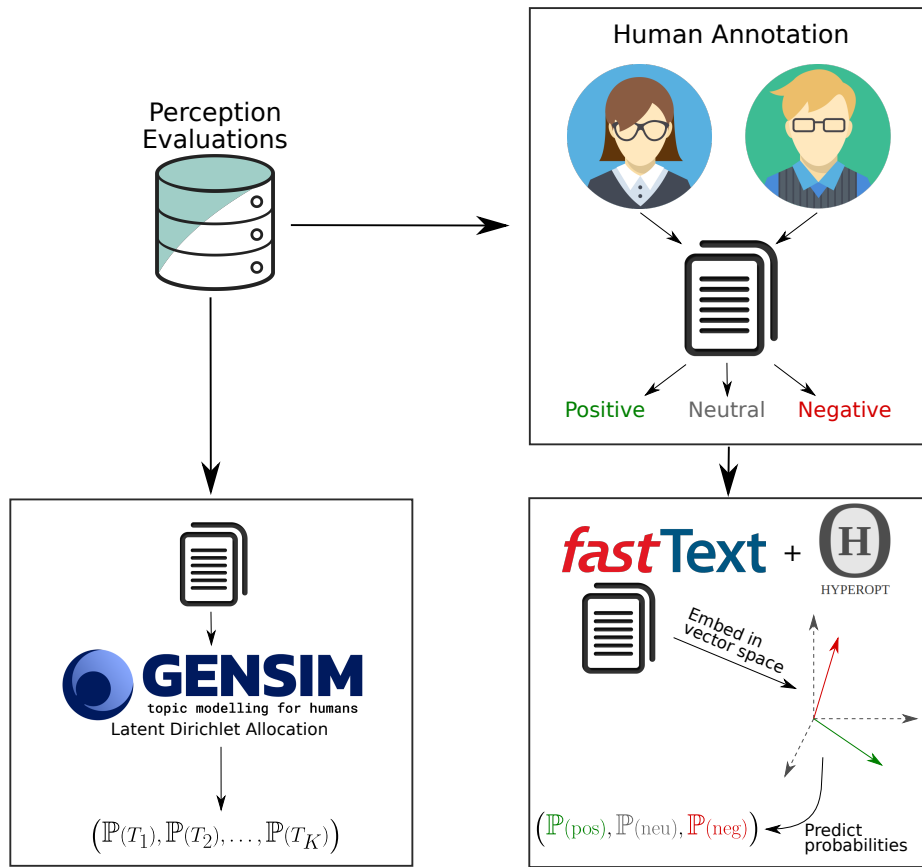 Perception
Evaluations
Human Annotation
Positive
Neutral
Negative
GENSIM
topic modelling for humans
Latent Dirichlet Allocation
(ℙ(T₁), ℙ(T₂), …, ℙ(T_K))
fastText + H
HYPEROPT
Embed in
vector space
(ℙ(pos), ℙ(neu), ℙ(neg))
Predict
probabilities